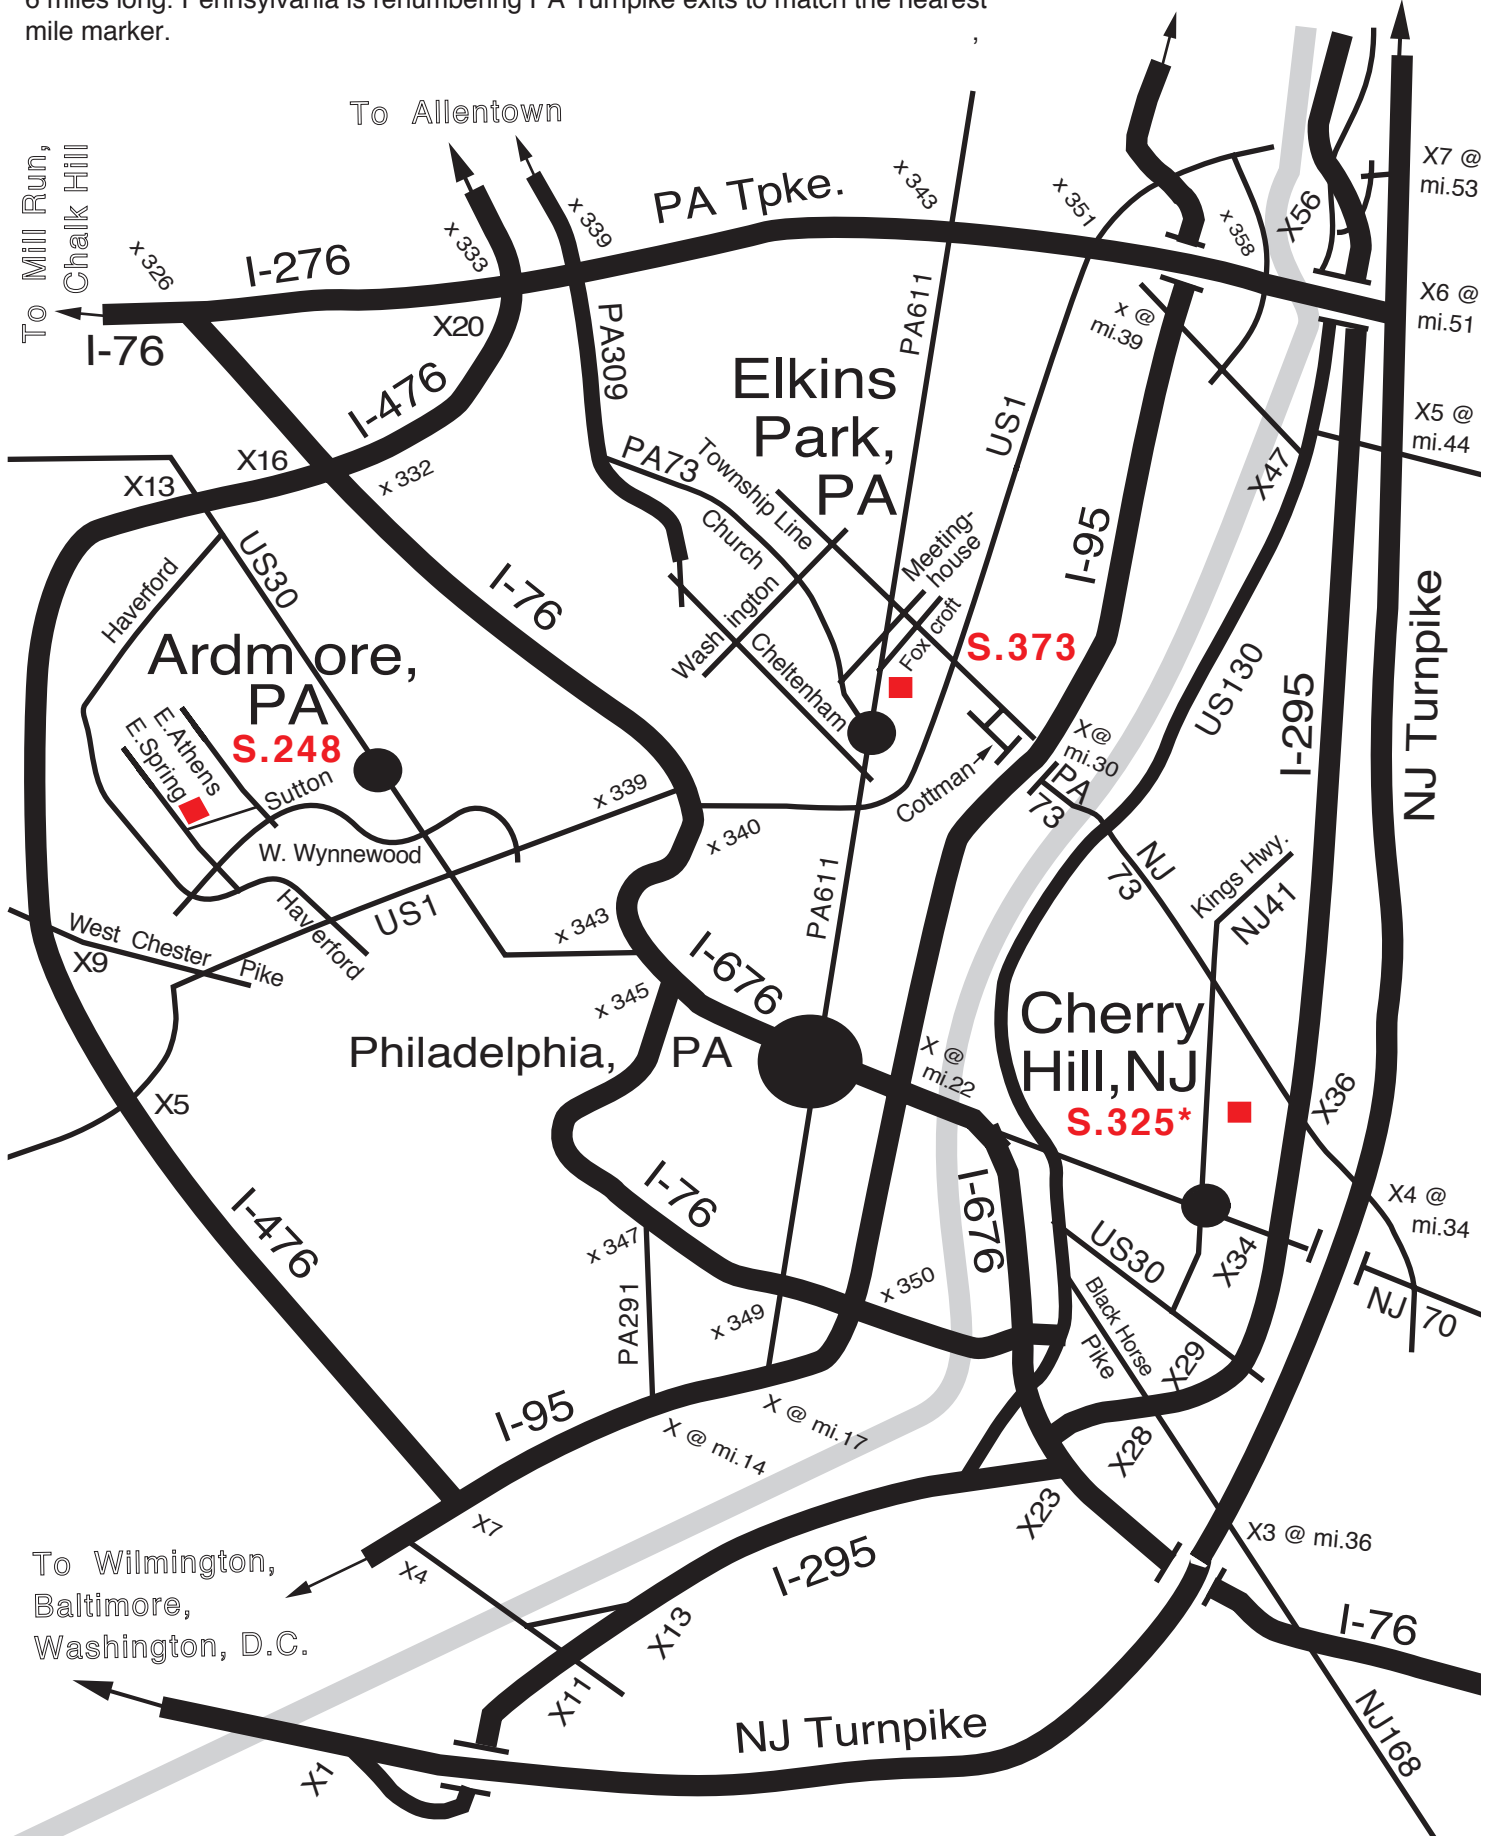 mile marker.
,
To Allentown
To Mill Run,
Chalk Hill
x 326
I-276
x 333
x 339
PA Tpke.
x 343
x 351
x 358
X56
X7 @
mi.53
I-76
X20
PA309
PA611
x @
mi.39
X6 @
mi.51
I-476
Elkins
Park,
PA
US1
X5 @
mi.44
X16
X13
x 332
PA73
Township Line
Church
Meeting-
house
X47
I-95
US30
Haverford
I-76
Wash ington
Cheltenham
Fox croft
S.373
NJ Turnpike
Ardm ore,
PA
S.248
E. Athens
E. Spring
Sutton
US130
I-295
X@
mi.30
PA
73
Cottman
x 339
x 340
W. Wynnewood
NJ
73
Kings Hwy.
NJ41
PA611
US1
Haverford
x 343
West Chester Pike
X9
I-676
x 345
Philadelphia, PA
Cherry
Hill,NJ
S.325*
X @
mi.22
X5
X36
I-76
I-676
X4 @
mi.34
I-476
x 347
PA291
US30
X34
x 350
x 349
Black Horse
Pike
NJ 70
X29
I-95
X @ mi.17
X @ mi.14
X28
X7
X23
X3 @ mi.36
To Wilmington,
Baltimore,
Washington, D.C.
X4
I-295
X13
I-76
X11
NJ Turnpike
NJ168
X1